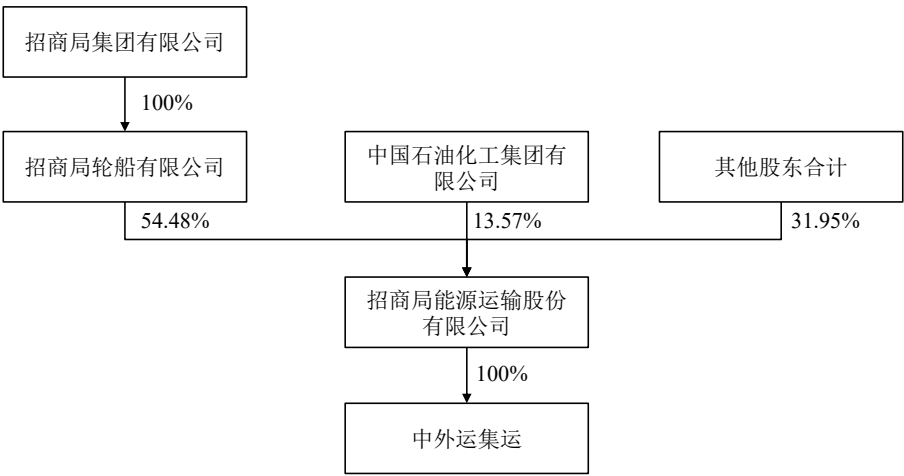 招商局集团有限公司
100%
招商局轮船有限公司
中国石油化工集团有
限公司
其他股东合计
54.48%
13.57%
31.95%
招商局能源运输股份
有限公司
100%
中外运集运